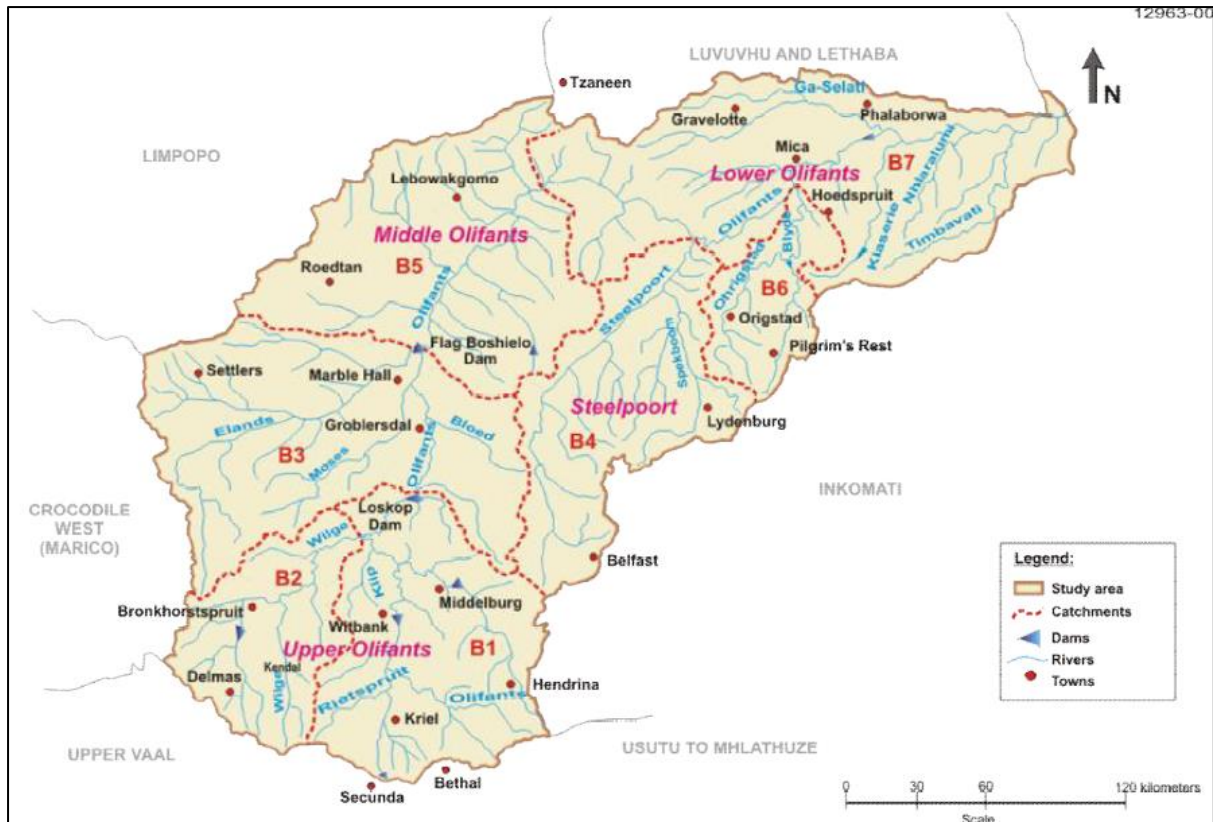 12963-00
LUVUVHU AND LETHABA
Tzaneen
N
Ga-Selati
Gravelotte
Phalaborwa
LIMPOPO
Mica
B7
Lower Olifants
Nhlaralumi
Lebowakgomo
Hoedspruit
Olifants
Blyde
Klaserie
Timbavati
Middle Olifants
B5
Roedtan
Olifants
Steelpoort
Ohrigstad
B6
Origstad
Pilgrim's Rest
Flag Boshielo
Dam
Settlers
Marble Hall
Spekboom
Steelpoort
Lydenburg
Elands
Groblersdal
Bloed
B4
B3
Moses
Olifants
INKOMATI
CROCODILE
WEST
(MARICO)
Loskop
Dam
Wilge
Belfast
B2
Klip
Middelburg
Bronkhorstspruit
Witbank
Upper Olifants
B1
Kendal
Delmas
Wilge
Rietspruit
Olifants
Hendrina
Kriel
UPPER VAAL
USUTU TO MHLATHUZE
Bethal
Secunda
Legend:
Study area
Catchments
Dams
Rivers
Towns
0 30 60 120 kilometers
Scale